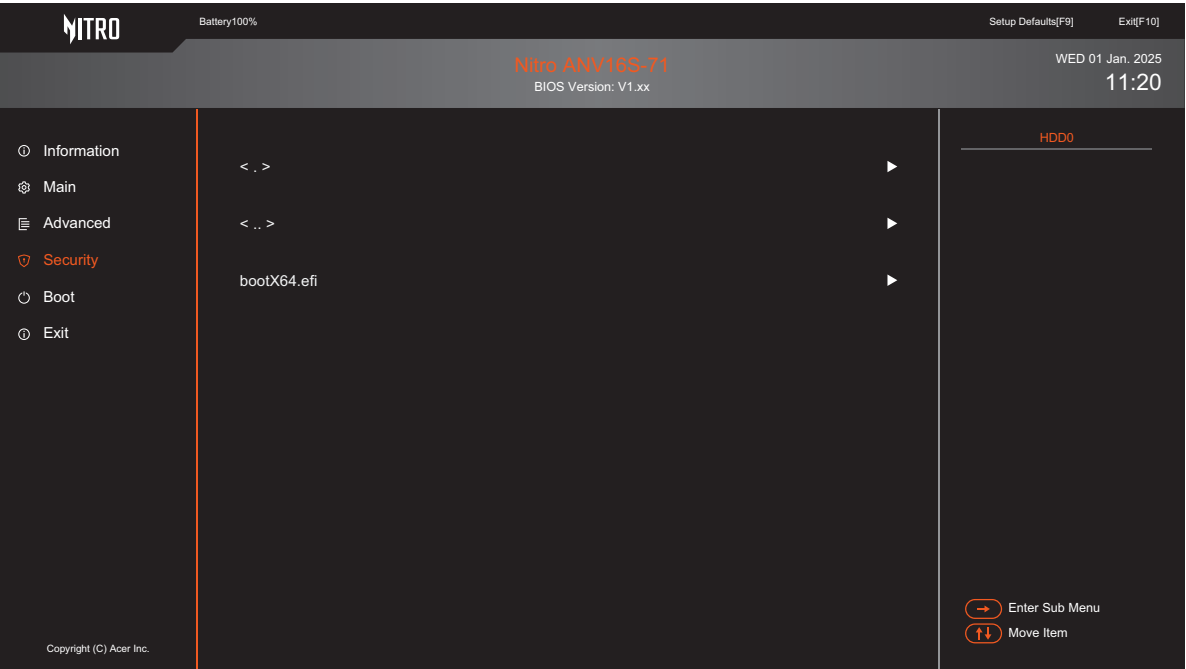 NITRO
Battery100%
Setup Defaults[F9]
Exit[F10]
Nitro ANV16S-71
BIOS Version: V1.xx
WED 01 Jan. 2025
11:20
Information
Main
Advanced
Security
Boot
Exit
< . >
< .. >
bootX64.efi
HDD0
Enter Sub Menu
Move Item
Copyright (C) Acer Inc.